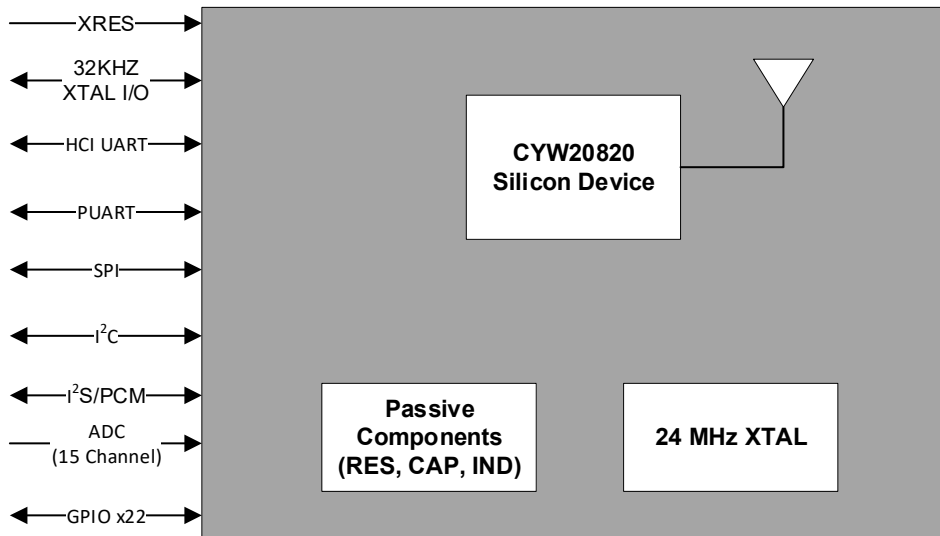 XRES
32KHZ
XTAL I/O
HCI UART
PUART
SPI
I²C
I²S/PCM
ADC
(15 Channel)
GPIO x22
CYW20820
Silicon Device
Passive
Components
(RES, CAP, IND)
24 MHz XTAL